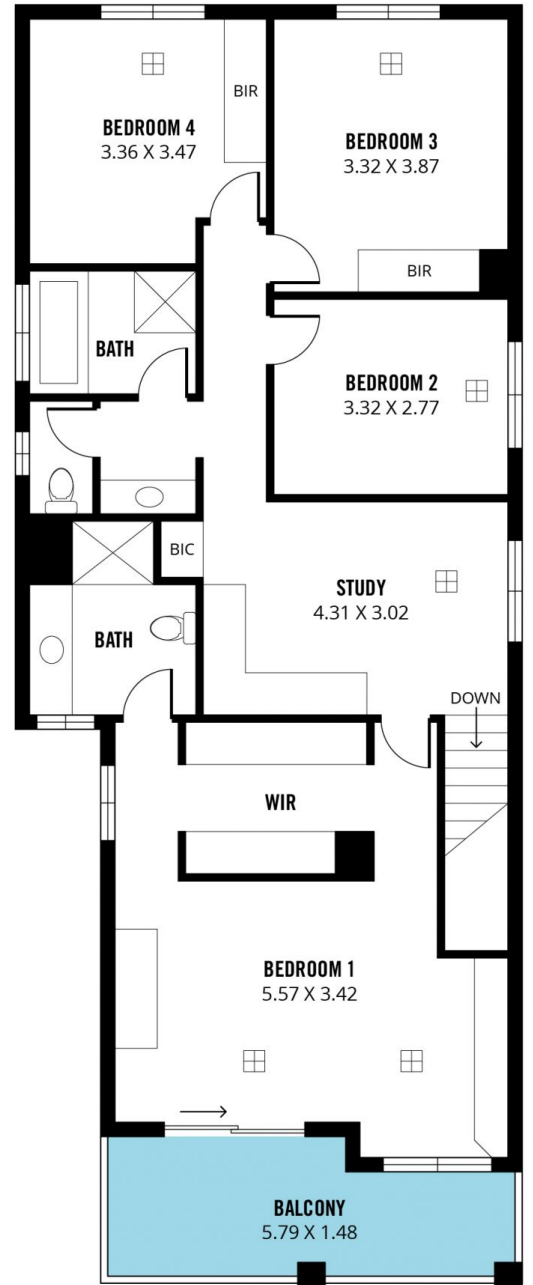 BEDROOM 4
3.36 X 3.47
BIR
BEDROOM 3
3.32 X 3.87
BIR
BATH
BEDROOM 2
3.32 X 2.77
BIC
STUDY
4.31 X 3.02
BATH
DOWN
WIR
BEDROOM 1
5.57 X 3.42
BALCONY
5.79 X 1.48